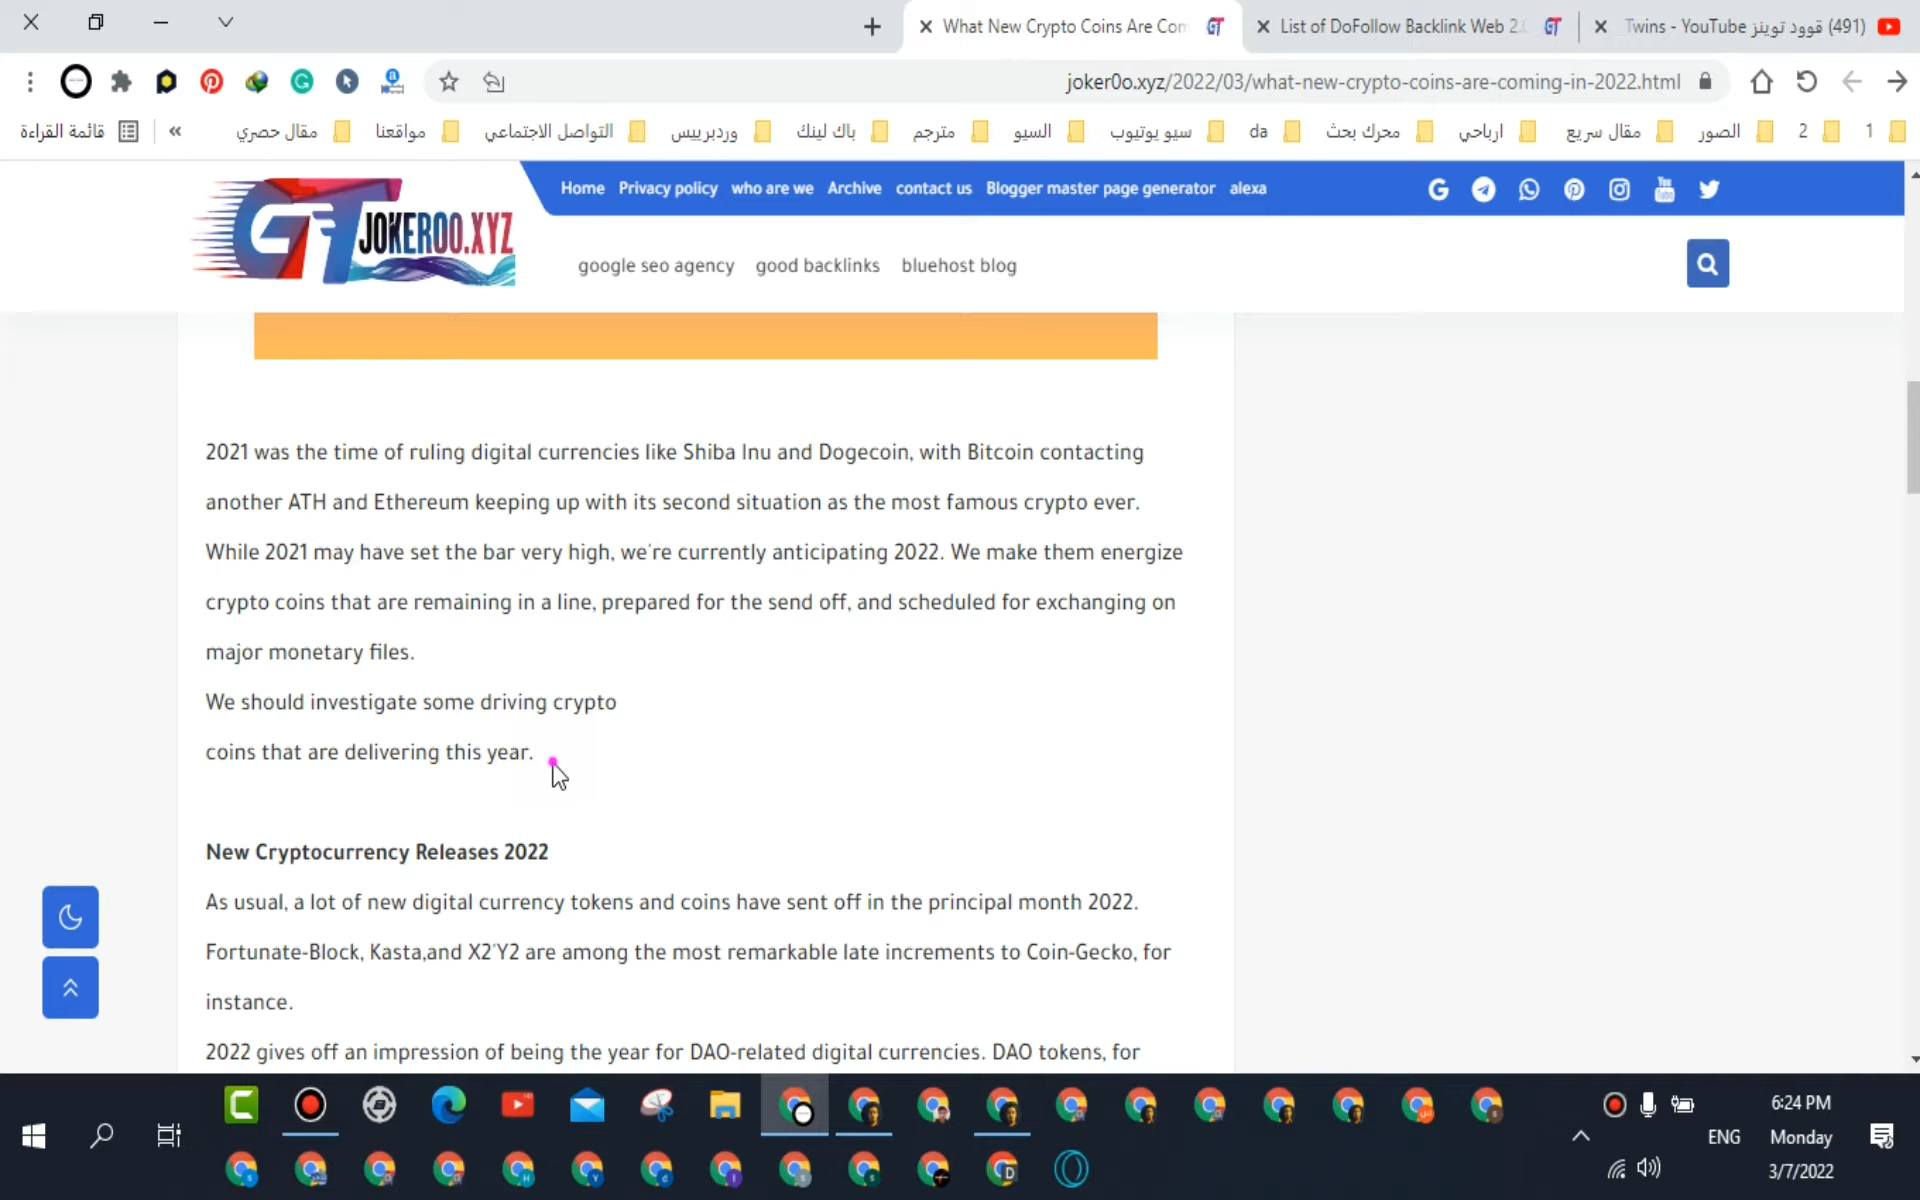 What New Crypto Coins Are Com
List of DoFollow Backlink Web 2.0
(491) قوود توينز Twins - YouTube
joker0o.xyz/2022/03/what-new-crypto-coins-are-coming-in-2022.html
قائمة القراءة
«
مقال حصري
مواقعنا
التواصل الاجتماعي
وردبرييس
باك لينك
مترجم
السيو
سيو يوتيوب
da
محرك بحث
ارباحي
مقال سريع
الصور
2
1
Home Privacy policy who are we Archive contact us Blogger master page generator alexa
GT JOKEROO.XYZ
google seo agency good backlinks bluehost blog
2021 was the time of ruling digital currencies like Shiba Inu and Dogecoin, with Bitcoin contacting
another ATH and Ethereum keeping up with its second situation as the most famous crypto ever.
While 2021 may have set the bar very high, we're currently anticipating 2022. We make them energize
crypto coins that are remaining in a line, prepared for the send off, and scheduled for exchanging on
major monetary files.
We should investigate some driving crypto
coins that are delivering this year.
New Cryptocurrency Releases 2022
As usual, a lot of new digital currency tokens and coins have sent off in the principal month 2022.
Fortunate-Block, Kasta,and X2'Y2 are among the most remarkable late increments to Coin-Gecko, for
instance.
2022 gives off an impression of being the year for DAO-related digital currencies. DAO tokens, for
ENG
6:24 PM
Monday
3/7/2022